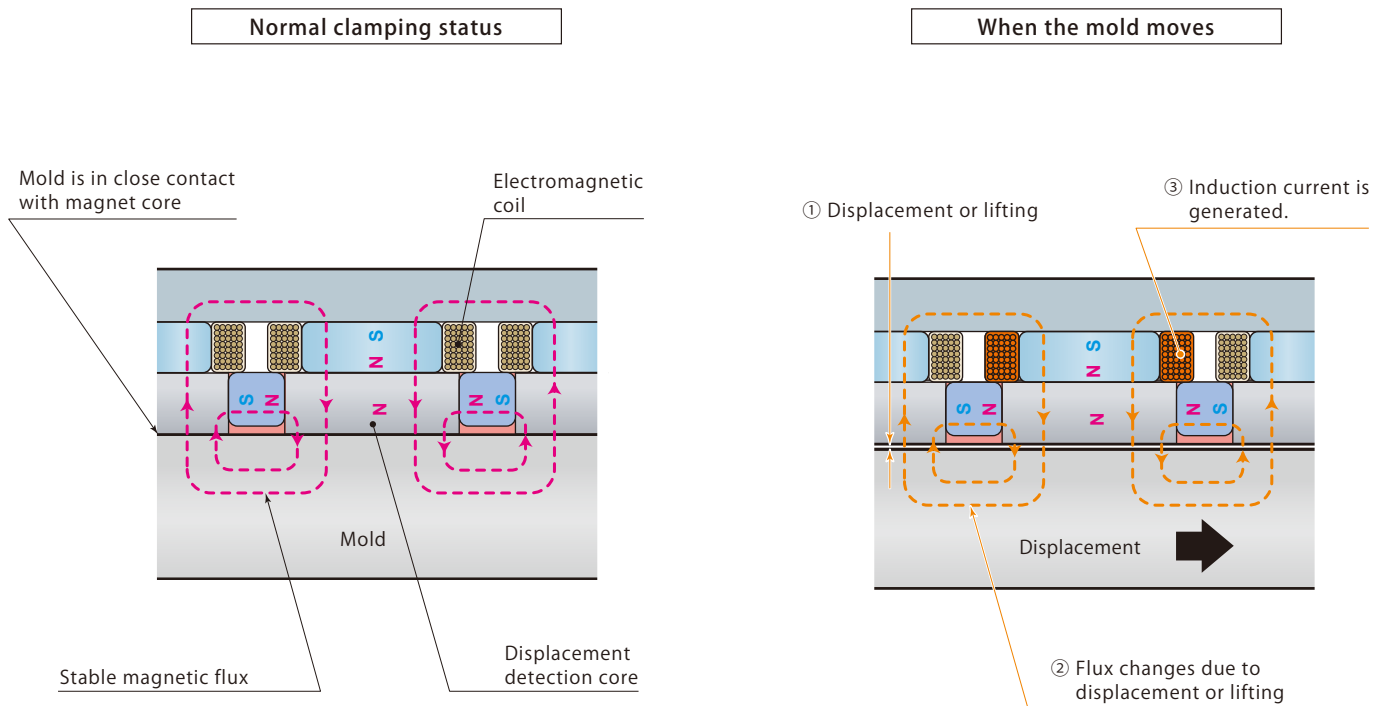 Normal clamping status
When the mold moves
Mold is in close contact
with magnet core
Electromagnetic
coil
① Displacement or lifting
③ Induction current is
generated.
S
N
S
N
N
N
S
S
N
S
N
N
N
S
Mold
Displacement
Stable magnetic flux
Displacement
detection core
② Flux changes due to
displacement or lifting